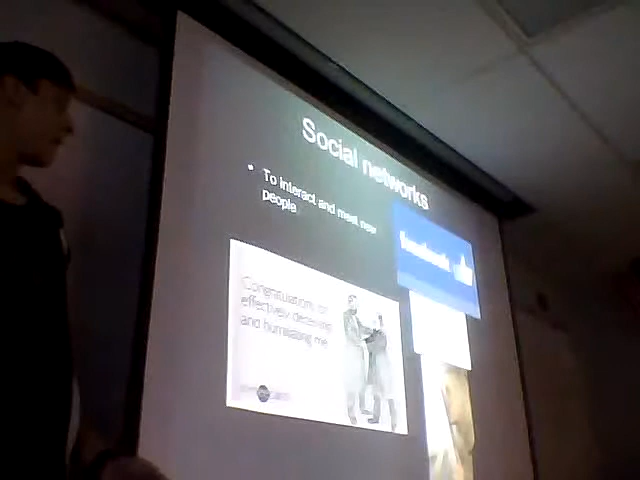 Social networks
• To interact and meet new
people
facebook
Congratulations on
effectively deceiving
and humiliating me